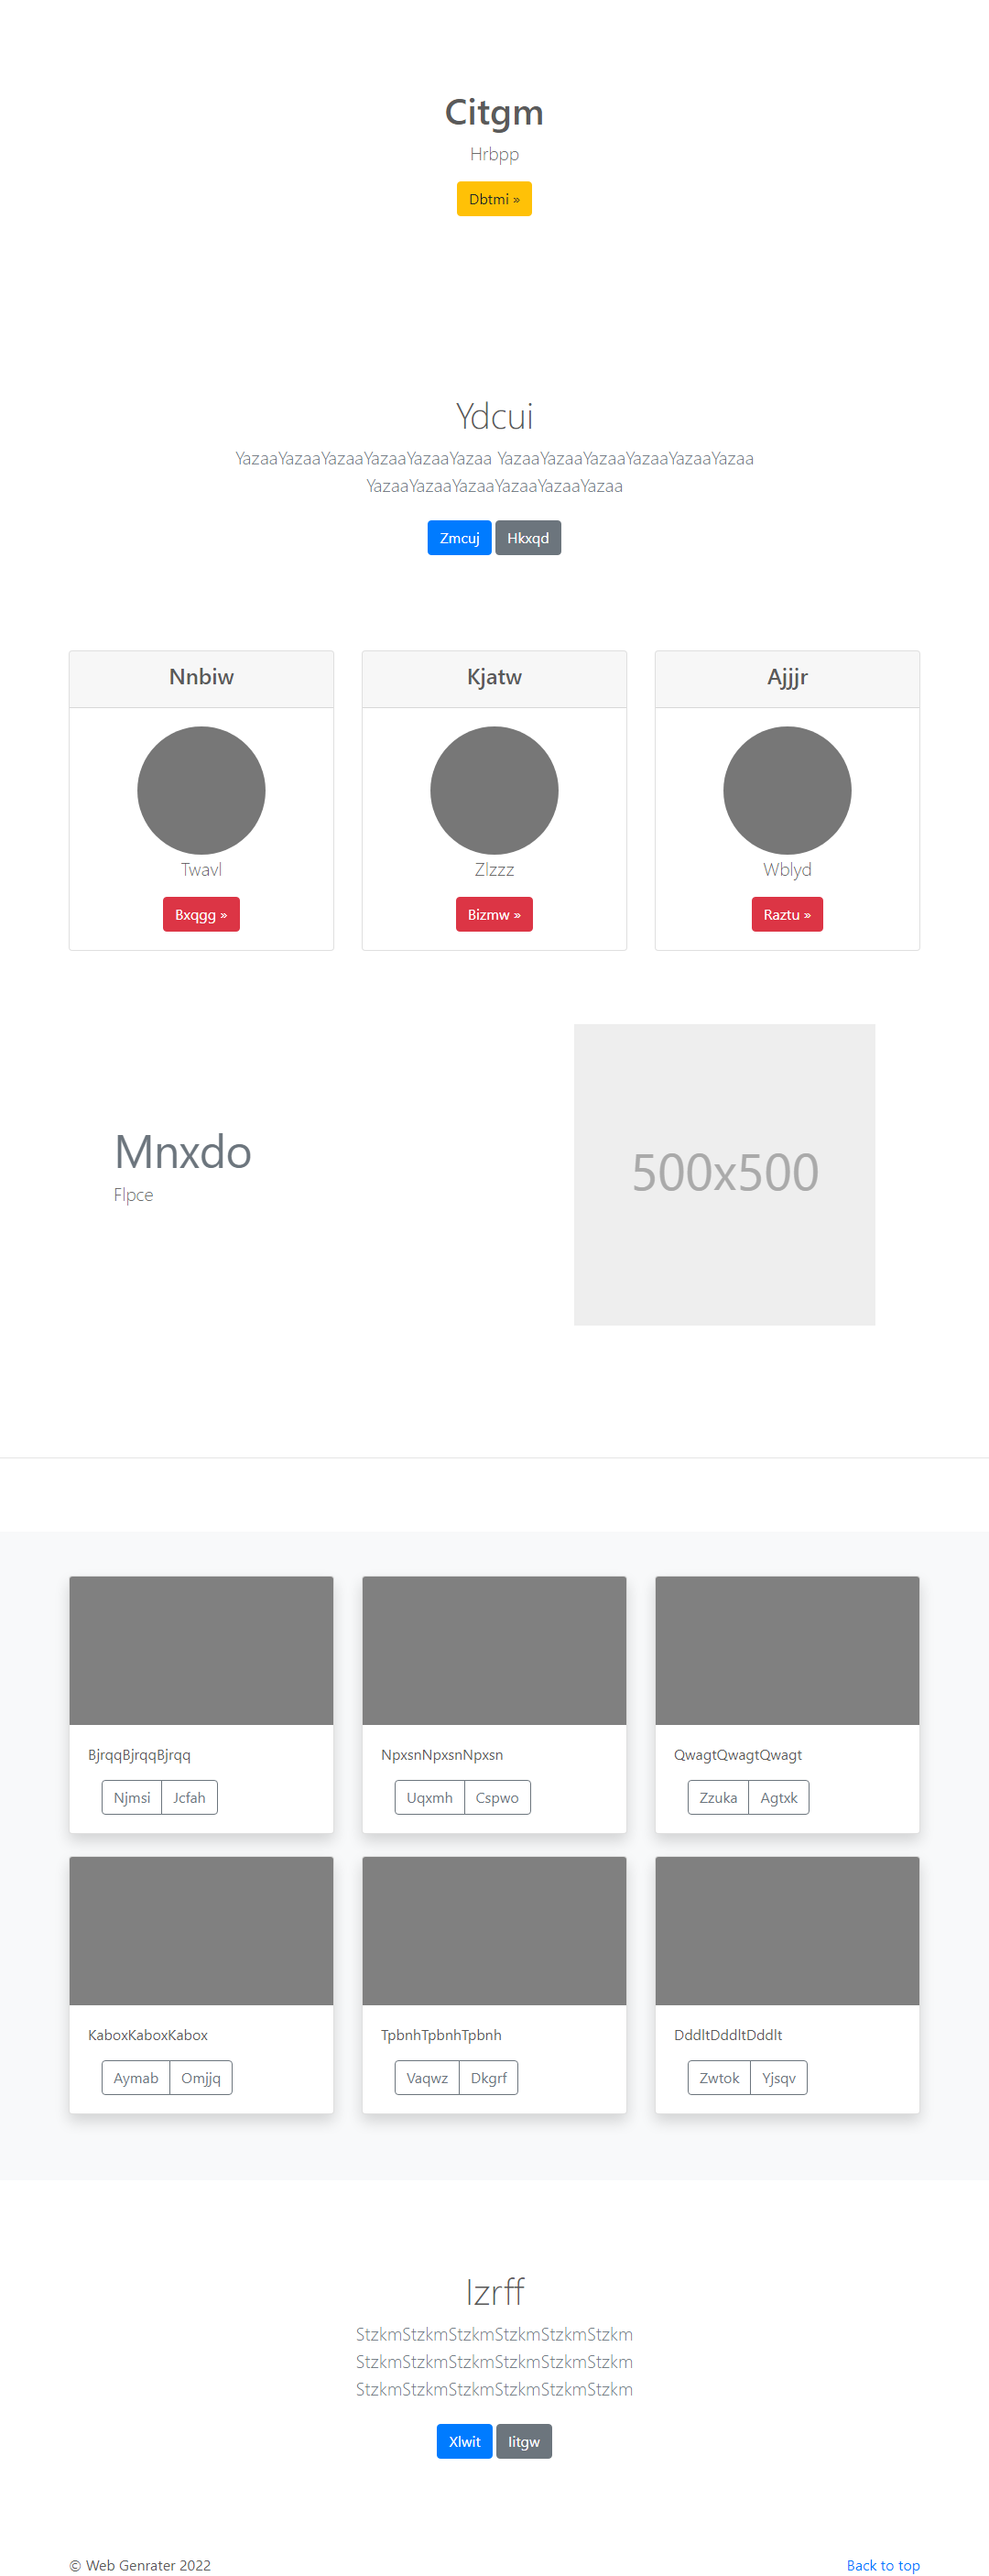 Citgm
Hrbpp
Dbtmi »
Ydcui
YazaaYazaaYazaaYazaaYazaaYazaa YazaaYazaaYazaaYazaaYazaaYazaa
YazaaYazaaYazaaYazaaYazaaYazaa
Zmcuj Hkxqd
Nnbiw Kjatw Ajjjr
Twavl Zlzzz Wblyd
Bxqgg » Bizmw » Raztu »
Mnxdo
Flpce
500x500
BjrqqBjrqqBjrqq NpxsnNpxsnNpxsn QwagtQwagtQwagt
Njmsi Jcfah Uqxmh Cspwo Zzuka Agtxk
KaboxKaboxKabox TpbnhTpbnhTpbnh DddltDddltDddlt
Aymab Omjjq Vaqwz Dkgrf Zwtok Yjsqv
Izrff
StzkmStzkmStzkmStzkmStzkmStzkm
StzkmStzkmStzkmStzkmStzkmStzkm
StzkmStzkmStzkmStzkmStzkmStzkm
Xlwit Iitgw
© Web Genrater 2022 Back to top